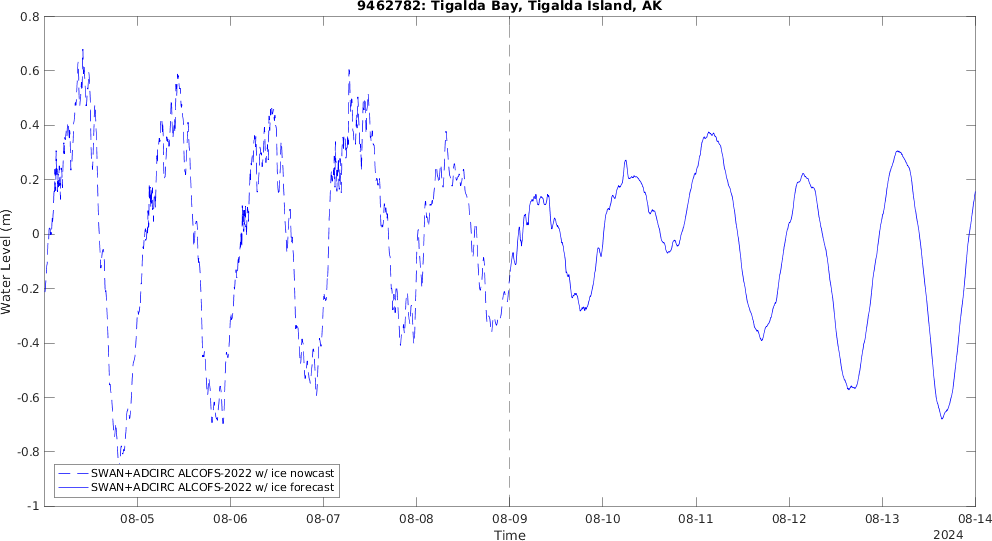 9462782: Tigalda Bay, Tigalda Island, AK
0.8
0.6
0.4
0.2
0
-0.2
-0.4
-0.6
-0.8
-1
Water Level (m)
SWAN+ADCIRC ALCOFS-2022 w/ ice nowcast
SWAN+ADCIRC ALCOFS-2022 w/ ice forecast
08-05 08-06 08-07 08-08 08-09 08-10 08-11 08-12 08-13 08-14
Time
2024